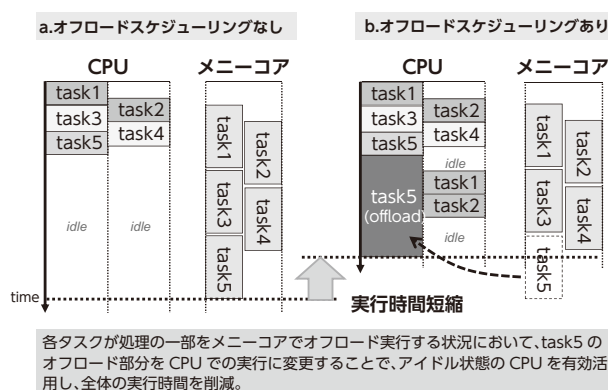 a.オフロードスケジューリングなし
CPU
メニーコア
task1
task2
task3
task4
task5
idle
idle
task1
task2
task3
task4
task5
time
b.オフロードスケジューリングあり
CPU
メニーコア
task1
task2
task3
task4
task5
idle
task5
(offload)
task1
task2
idle
task1
task2
task3
task4
task5
実行時間短縮
各タスクが処理の一部をメニーコアでオフロード実行する状況において、task5 の
オフロード部分を CPU での実行に変更することで、アイドル状態の CPU を有効活
用し、全体の実行時間を削減。